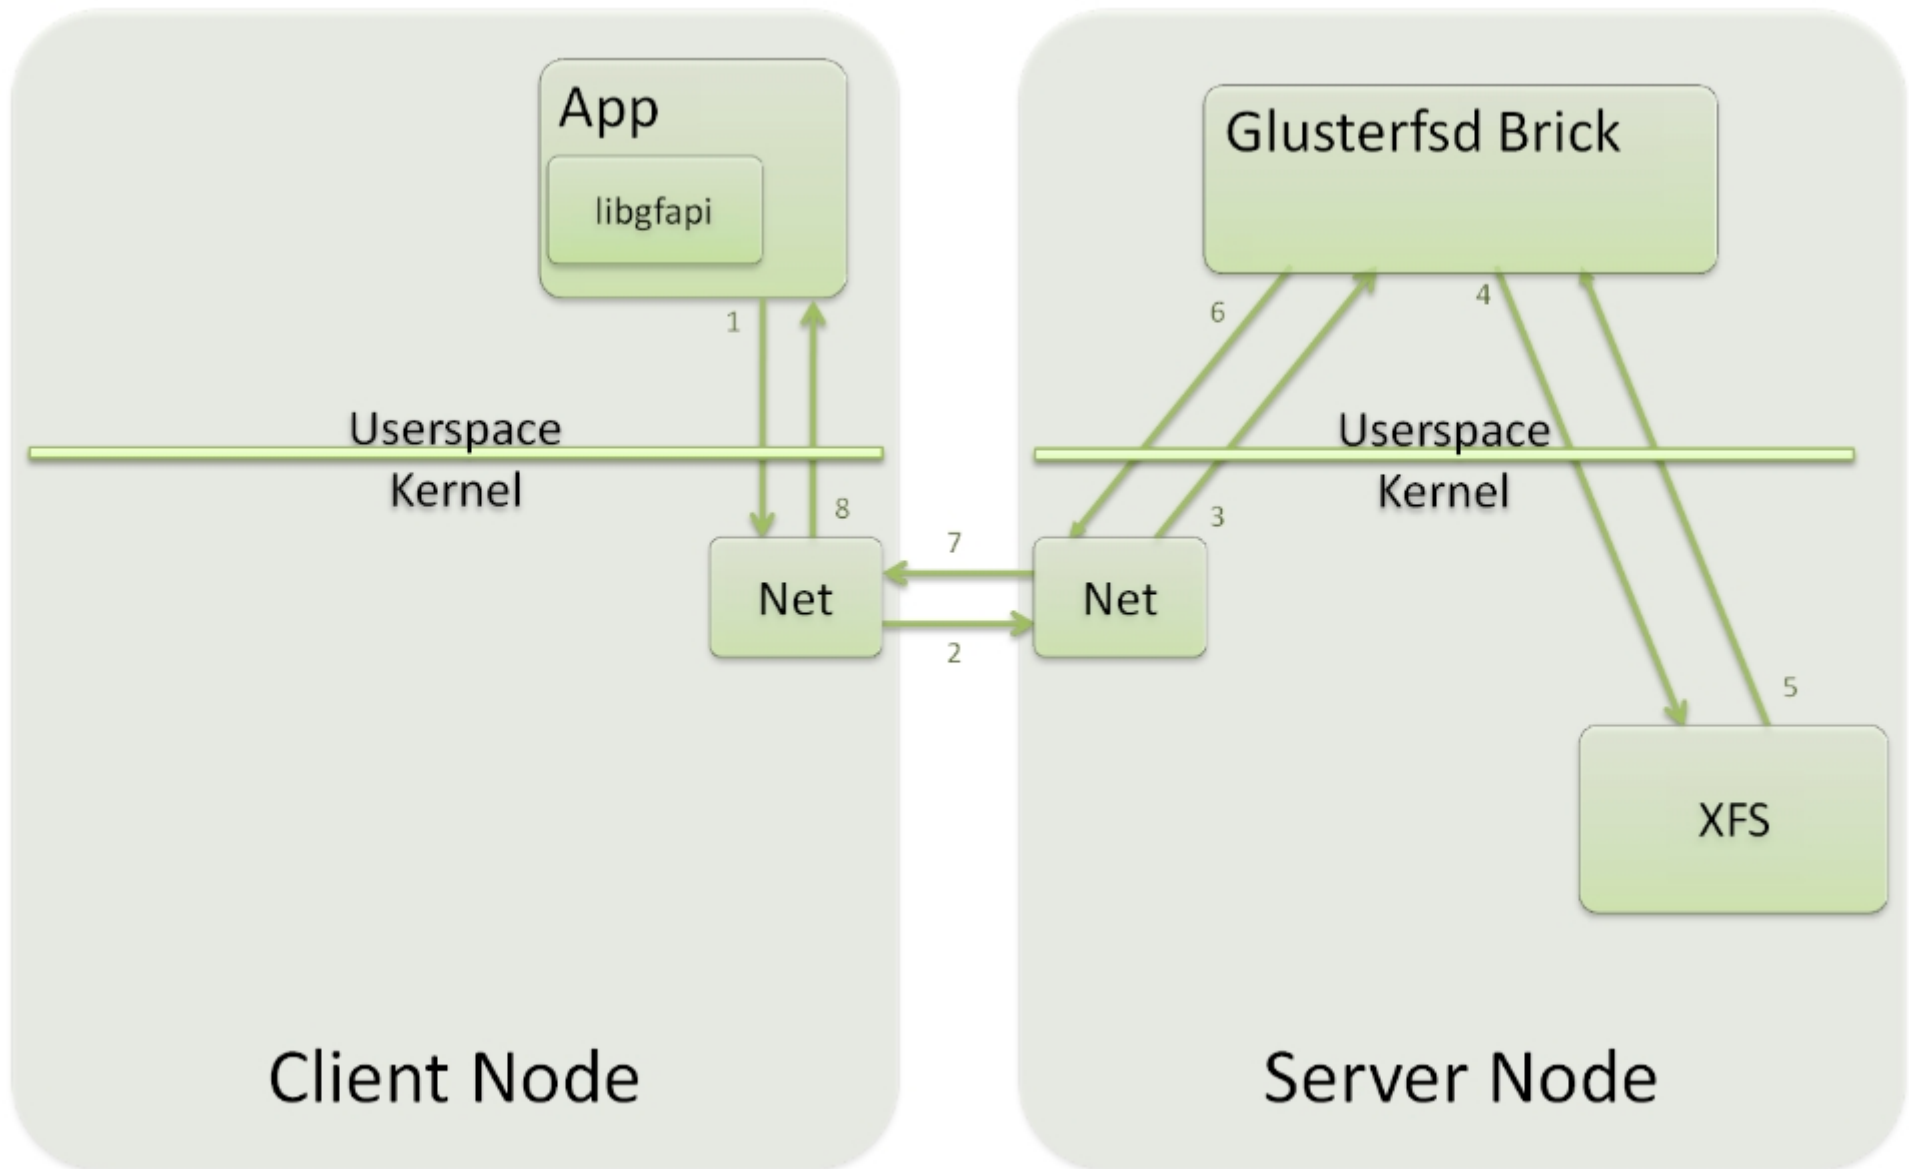 App
libgfapi
1
Userspace
Kernel
8
Net
Client Node
7
2
Glusterfsd Brick
6
4
Userspace
Kernel
3
Net
5
XFS
Server Node